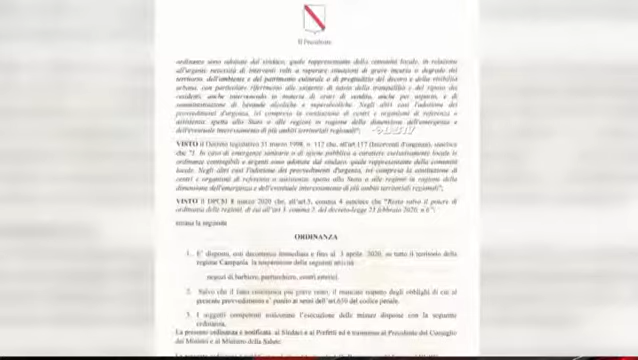 Il Presidente
ordinanze sono adottate dal sindaco, quale rappresentante della comunità locale, in relazione
all'urgente necessità di interventi volti a superare situazioni di grave incuria o degrado del
territorio, dell'ambiente e del patrimonio culturale o di pregiudizio del decoro e della vivibilità
urbana, con particolare riferimento alle esigenze di tutela della tranquillità e del riposo dei
residenti, anche intervenendo in materia di orari di vendita, anche per asporto, e di
somministrazione di bevande alcoliche e superalcoliche. Negli altri casi l'adozione dei
provvedimenti d'urgenza, ivi compresa la costituzione di centri e organismi di referenza o
assistenza, spetta allo Stato o alle regioni in ragione della dimensione dell'emergenza e
dell'eventuale interessamento di più ambiti territoriali regionali";
VISTO il Decreto legislativo 31 marzo 1998, n. 112 che, all'art.117 (Interventi d'urgenza), sancisce
che "1. In caso di emergenze sanitarie o di igiene pubblica a carattere esclusivamente locale le
ordinanze contingibili e urgenti sono adottate dal sindaco, quale rappresentante della comunità
locale. Negli altri casi l'adozione dei provvedimenti d'urgenza, ivi compresa la costituzione di
centri e organismi di referenza o assistenza, spetta allo Stato o alle regioni in ragione della
dimensione dell'emergenza e dell'eventuale interessamento di più ambiti territoriali regionali";
VISTO il DPCM 8 marzo 2020 che, all'art.5, comma 4 sancisce che "Resta salvo il potere di
ordinanza delle regioni, di cui all'art 3, comma 2, del decreto-legge 23 febbraio 2020, n.6";
emana la seguente
ORDINANZA
1. E' disposta, con decorrenza immediata e fino al 3 aprile 2020, su tutto il territorio della
regione Campania la sospensione delle seguenti attività:
negozi di barbiere, parrucchiere, centri estetici.
2. Salvo che il fatto costituisca più grave reato, il mancato rispetto degli obblighi di cui al
presente provvedimento e' punito ai sensi dell'art.650 del codice penale.
3. I soggetti competenti assicurano l'esecuzione delle misure disposte con la seguente
ordinanza.
La presente ordinanza è notificata ai Sindaci e ai Prefetti ed è trasmessa al Presidente del Consiglio
dei Ministri e al Ministro della Salute.